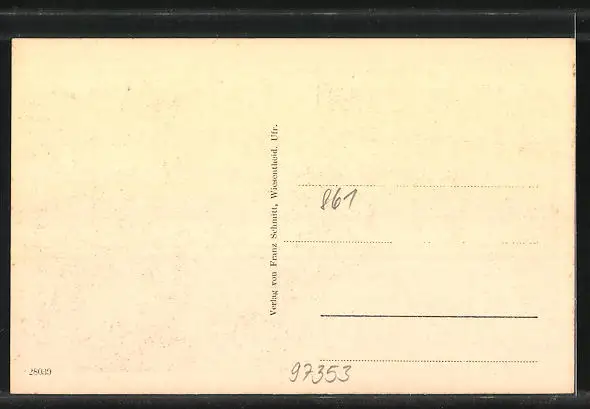 Verlag von Franz Schmitt, Wiesentheid, Ufr.
861
28039
97353